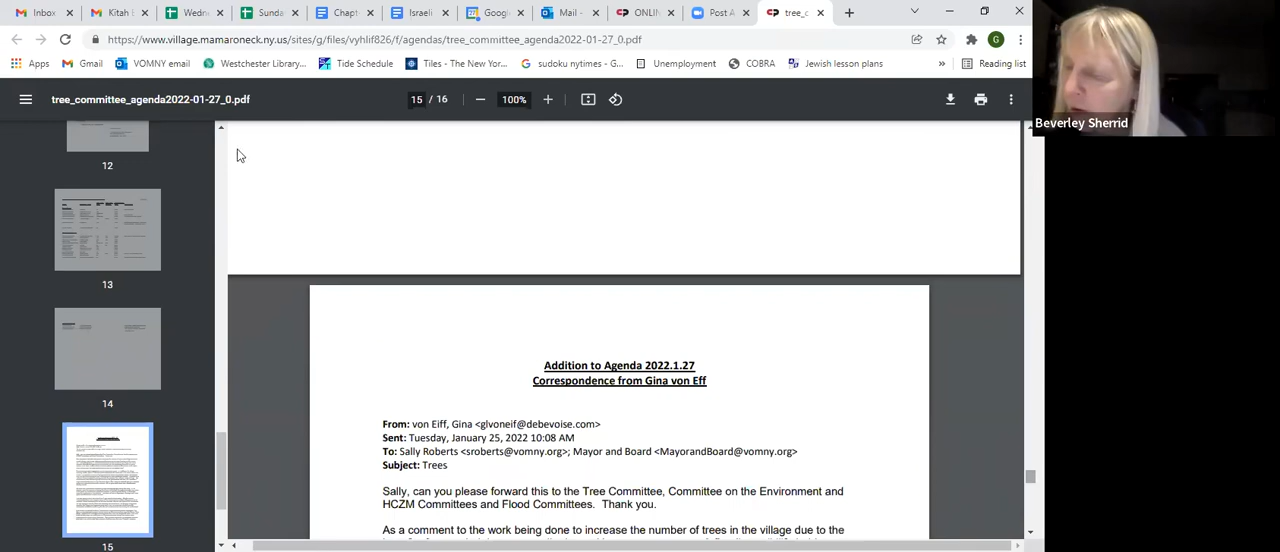 Inbox
Kitah E
Wedne
Sunda
Chapt
Israeli
Google
Mail -
ONLIN
Post A
tree_c
https://www.village.mamaroneck.ny.us/sites/g/files/vyhlif826/f/agendas/tree_committee_agenda2022-01-27_0.pdf
G
Apps
Gmail
VOMNY email
Westchester Library...
Tide Schedule
Tiles - The New Yor...
sudoku nytimes - G...
Unemployment
COBRA
Jewish lesson plans
»
Reading list
tree_committee_agenda2022-01-27_0.pdf
15 / 16
100%
Beverley Sherrid
12
13
14
15
Addition to Agenda 2022.1.27
Correspondence from Gina von Eff
From: von Eiff, Gina <glvoneif@debevoise.com>
Sent: Tuesday, January 25, 2022 10:08 AM
To: Sally Roberts <sroberts@vomny.org>; Mayor and Board <MayorandBoard@vomny.org>
Subject: Trees
Sally, can you please forward this to the Tree Committee, Committee on the Environment and
HCZM Committees and Flood Committees.  Thank you.
As a comment to the work being done to increase the number of trees in the village due to the